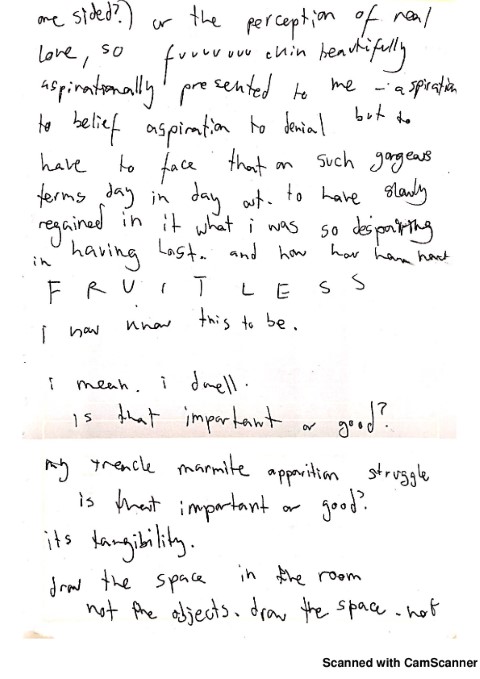 one sided?) or the perception of real
love, so fuuuuuuu chin beautifully
aspirationally presented to me - aspiration
to belief aspiration to denial but to
have to face that on such gorgeous
terms day in day out. to have slowly
regained in it what i was so despairing
in having lost. and how
F R U I T L E S S
i now know this to be.
i mean. i dwell.
is that important or good?
my treacle marmite apparition struggle
is that important or good?
its tangibility.
draw the space in the room
not the objects. draw the space. not
Scanned with CamScanner